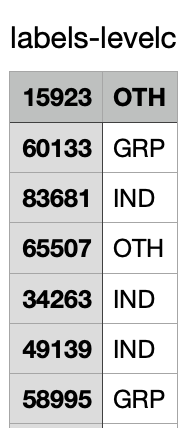 labels-levelc
15923 OTH
60133 GRP
83681 IND
65507 OTH
34263 IND
49139 IND
58995 GRP